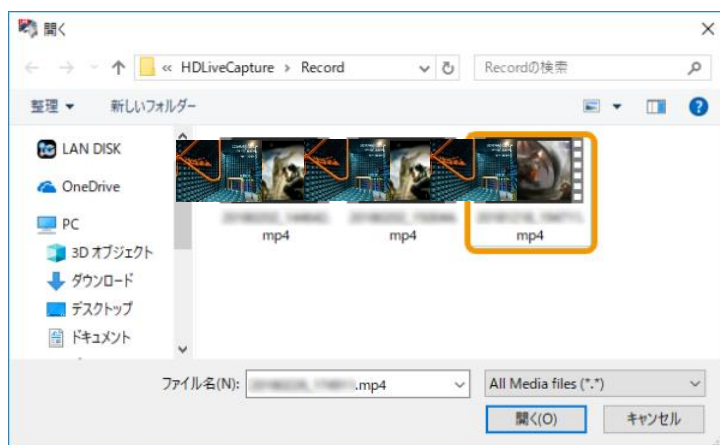 開く
« HDLiveCapture › Record
Recordの検索
整理
新しいフォルダー
LAN DISK
OneDrive
PC
3D オブジェクト
ダウンロード
デスクトップ
ドキュメント
mp4
mp4
mp4
ファイル名(N):
.mp4
All Media files (*.*)
開く(O)
キャンセル